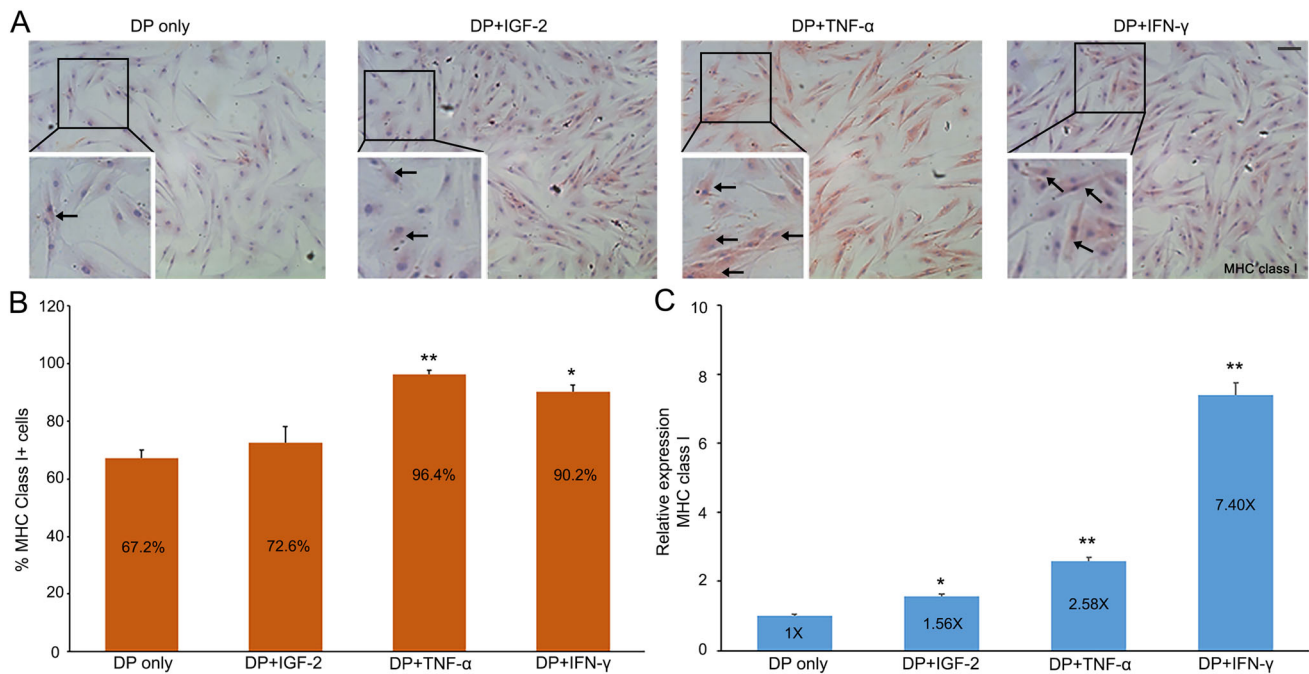 A
DP only
DP+IGF-2
DP+TNF-α
DP+IFN-γ
MHC class I
B
% MHC Class I+ cells
120
100
80
60
40
20
0
67.2%
72.6%
**
96.4%
*
90.2%
DP only
DP+IGF-2
DP+TNF-α
DP+IFN-γ
C
Relative expression
MHC class I
10
8
6
4
2
0
1X
*
1.56X
**
2.58X
**
7.40X
DP only
DP+IGF-2
DP+TNF-α
DP+IFN-γ